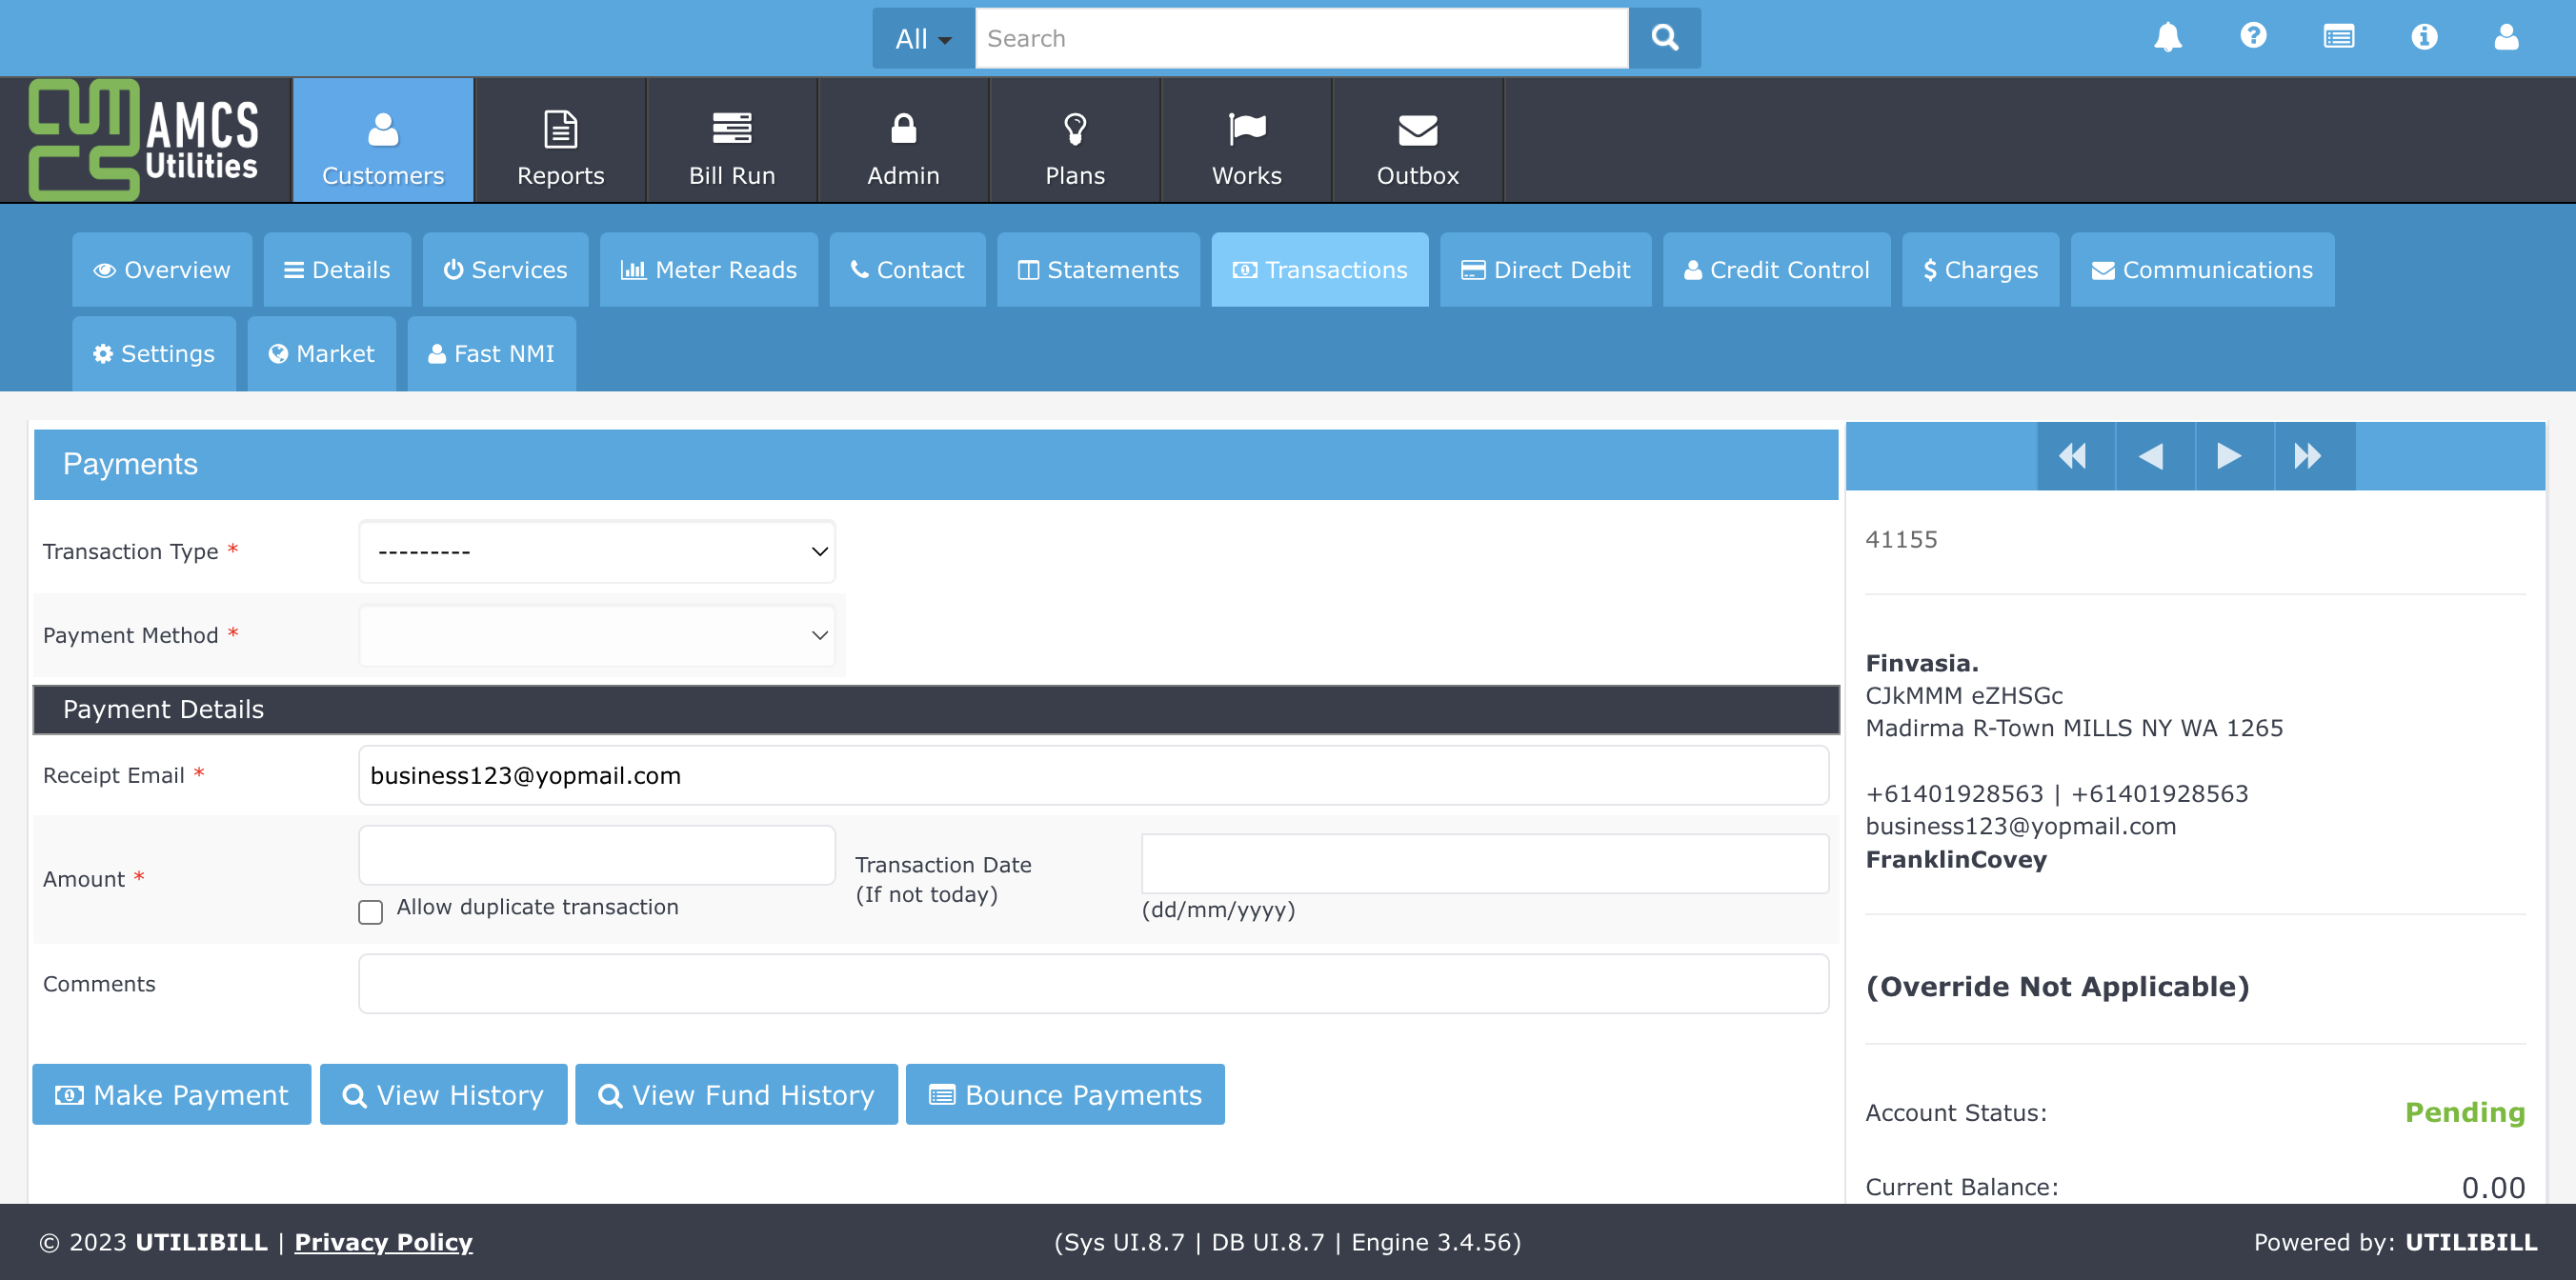 All
Search
AMCS
Utilities
Customers
Reports
Bill Run
Admin
Plans
Works
Outbox
Overview
Details
Services
Meter Reads
Contact
Statements
Transactions
Direct Debit
Credit Control
Charges
Communications
Settings
Market
Fast NMI
Payments
Transaction Type *
---------
Payment Method *
Payment Details
Receipt Email *
business123@yopmail.com
Amount *
Allow duplicate transaction
Transaction Date
(If not today)
(dd/mm/yyyy)
Comments
Make Payment
View History
View Fund History
Bounce Payments
41155
Finvasia.
CJkMMM eZHSGc
Madirma R-Town MILLS NY WA 1265
+61401928563 | +61401928563
business123@yopmail.com
FranklinCovey
(Override Not Applicable)
Account Status: Pending
Current Balance: 0.00
© 2023 UTILIBILL | Privacy Policy
(Sys UI.8.7 | DB UI.8.7 | Engine 3.4.56)
Powered by: UTILIBILL